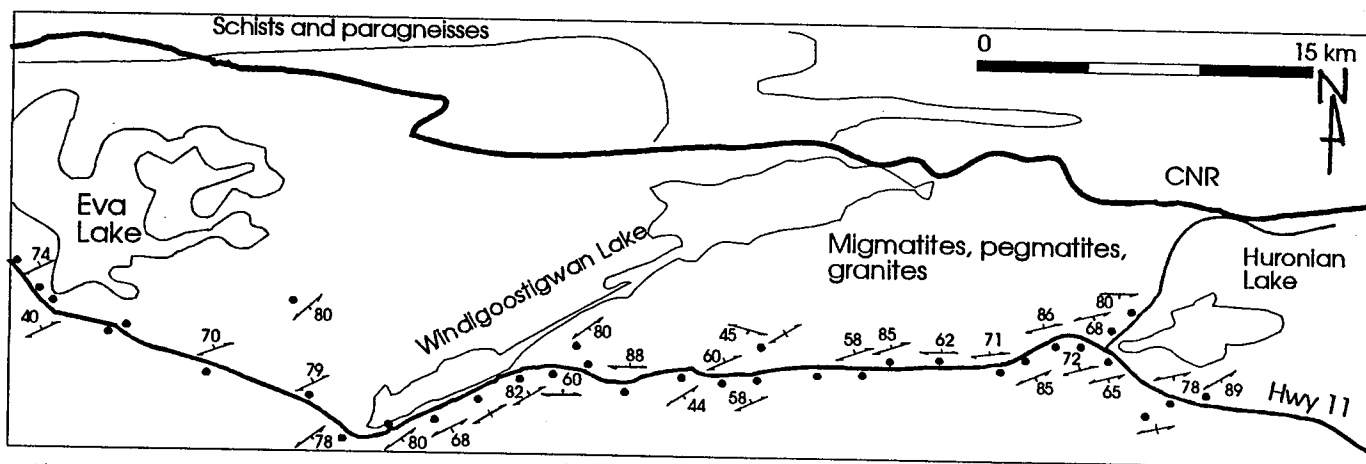 Schists and paragneisses
0
15 km
N
CNR
Eva
Lake
Windigoostigwan Lake
Migmatites, pegmatites,
granites
Huronian
Lake
74
40
80
70
79
78
80
68
82
60
80
88
44
60
45
58
58
85
62
71
86
85
72
68
80
65
78
89
Hwy 11